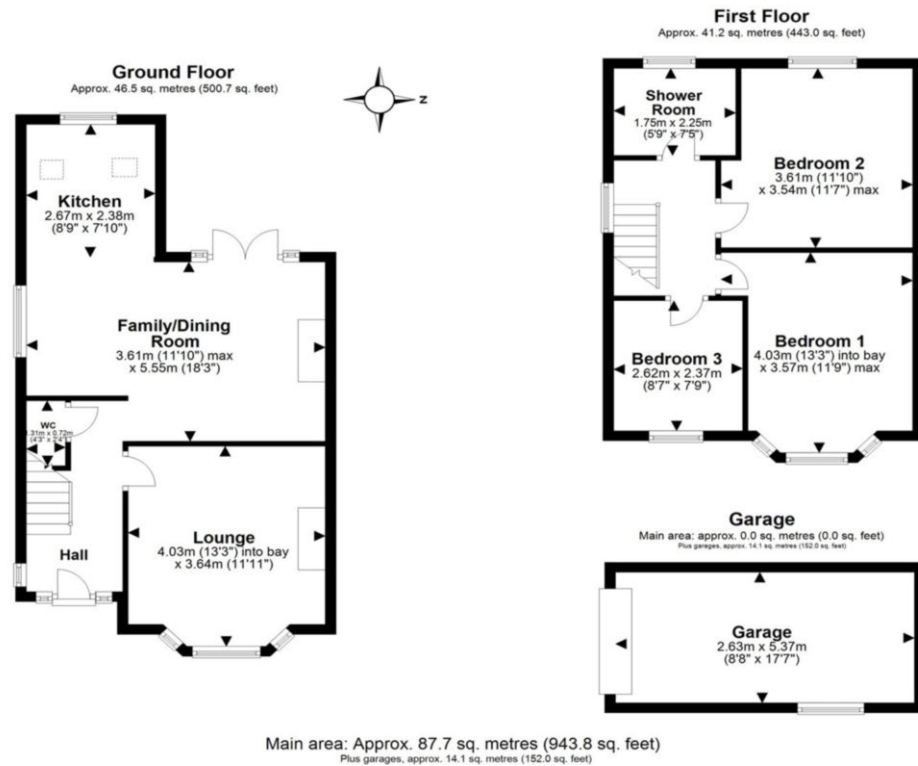 Ground Floor
Approx. 46.5 sq. metres (500.7 sq. feet)
Z
Kitchen
2.67m x 2.38m
(8'9" x 7'10")
Family/Dining
Room
3.61m (11'10") max
x 5.55m (18'3")
WC
1.31m x 0.72m
(4'3" x 2'4")
Hall
Lounge
4.03m (13'3") into bay
x 3.64m (11'11")
First Floor
Approx. 41.2 sq. metres (443.0 sq. feet)
Shower
Room
1.75m x 2.25m
(5'9" x 7'5")
Bedroom 2
3.61m (11'10")
x 3.54m (11'7") max
Bedroom 1
4.03m (13'3") into bay
x 3.57m (11'9") max
Bedroom 3
2.62m x 2.37m
(8'7" x 7'9")
Garage
Main area: approx. 0.0 sq. metres (0.0 sq. feet)
Plus garages, approx. 14.1 sq. metres (152.0 sq. feet)
Garage
2.63m x 5.37m
(8'8" x 17'7")
Main area: Approx. 87.7 sq. metres (943.8 sq. feet)
Plus garages, approx. 14.1 sq. metres (152.0 sq. feet)